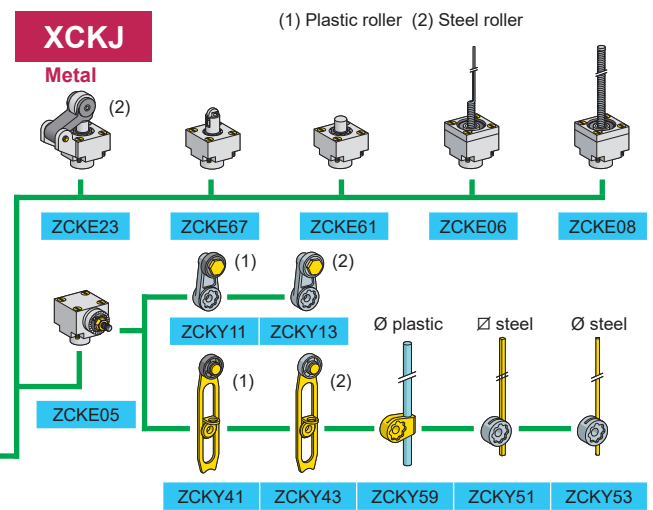 XCKJ
Metal
(1) Plastic roller (2) Steel roller
(2)
ZCKE23 ZCKE67 ZCKE61 ZCKE06 ZCKE08
(1) (2)
ZCKY11 ZCKY13 Ø plastic ☐ steel Ø steel
ZCKE05
(1) (2)
ZCKY41 ZCKY43 ZCKY59 ZCKY51 ZCKY53